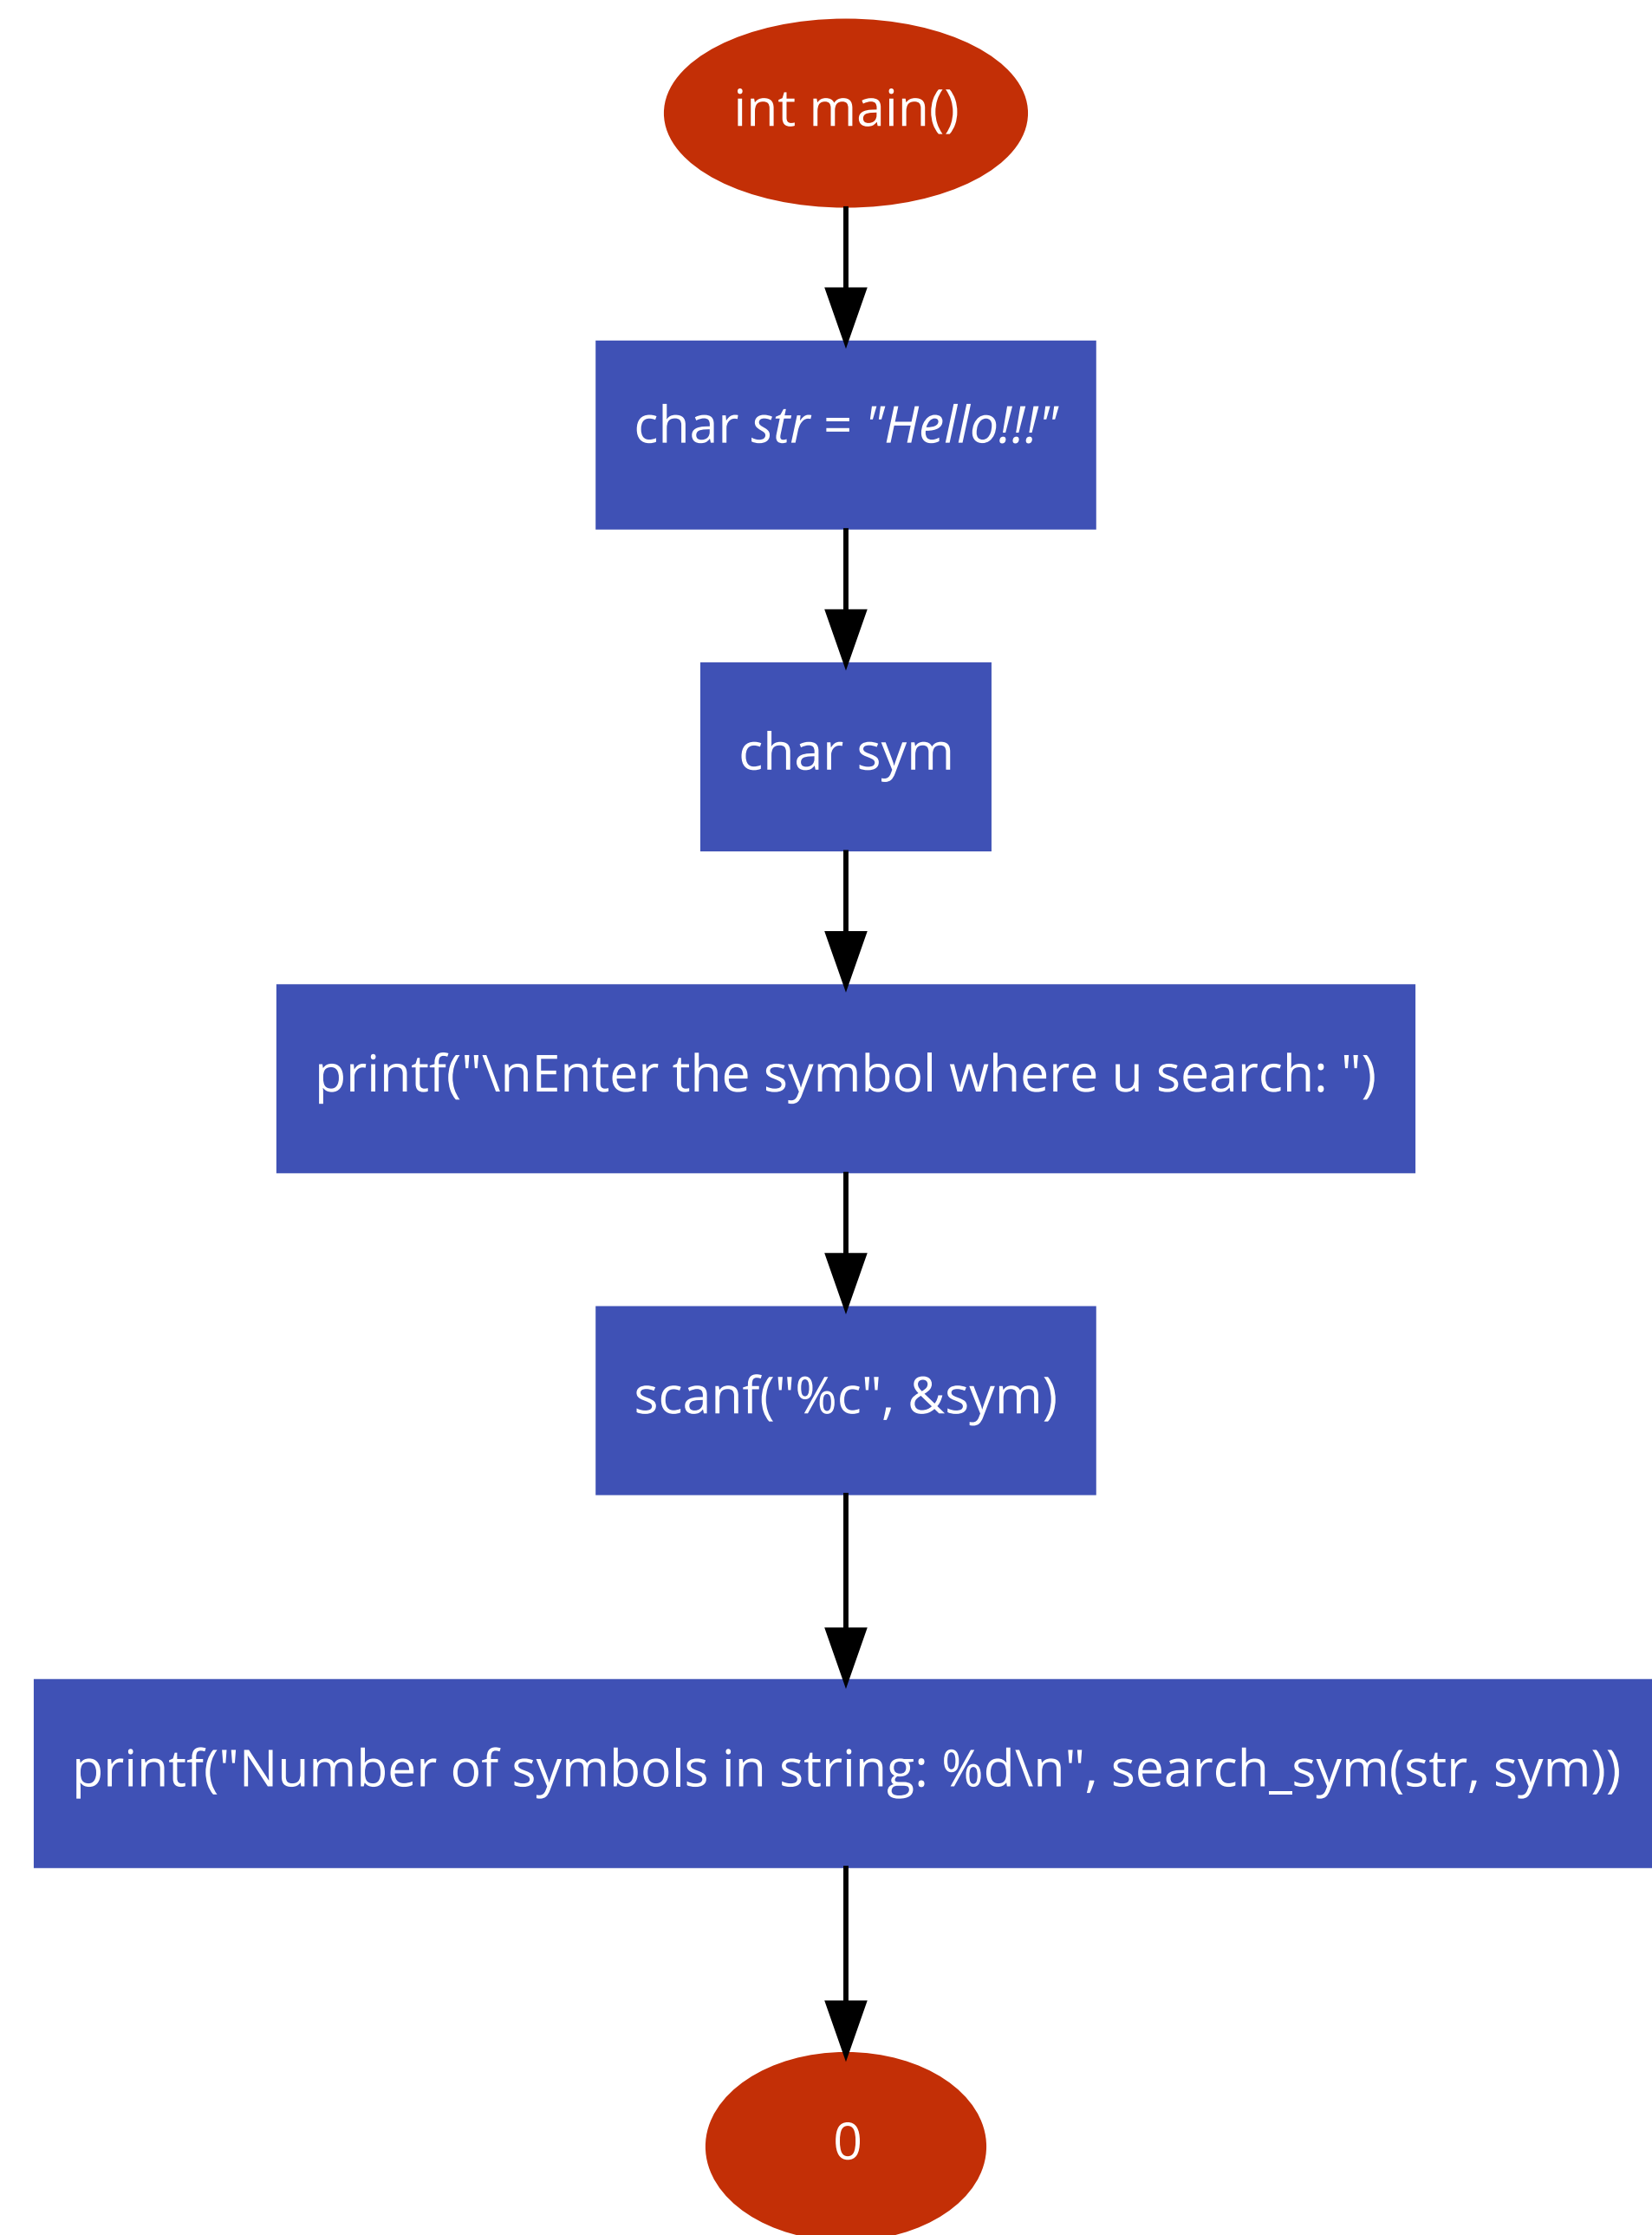 int main()
char str = "Hello!!!"
char sym
printf("\nEnter the symbol where u search: ")
scanf("%c", &sym)
printf("Number of symbols in string: %d\n", search_sym(str, sym))
0